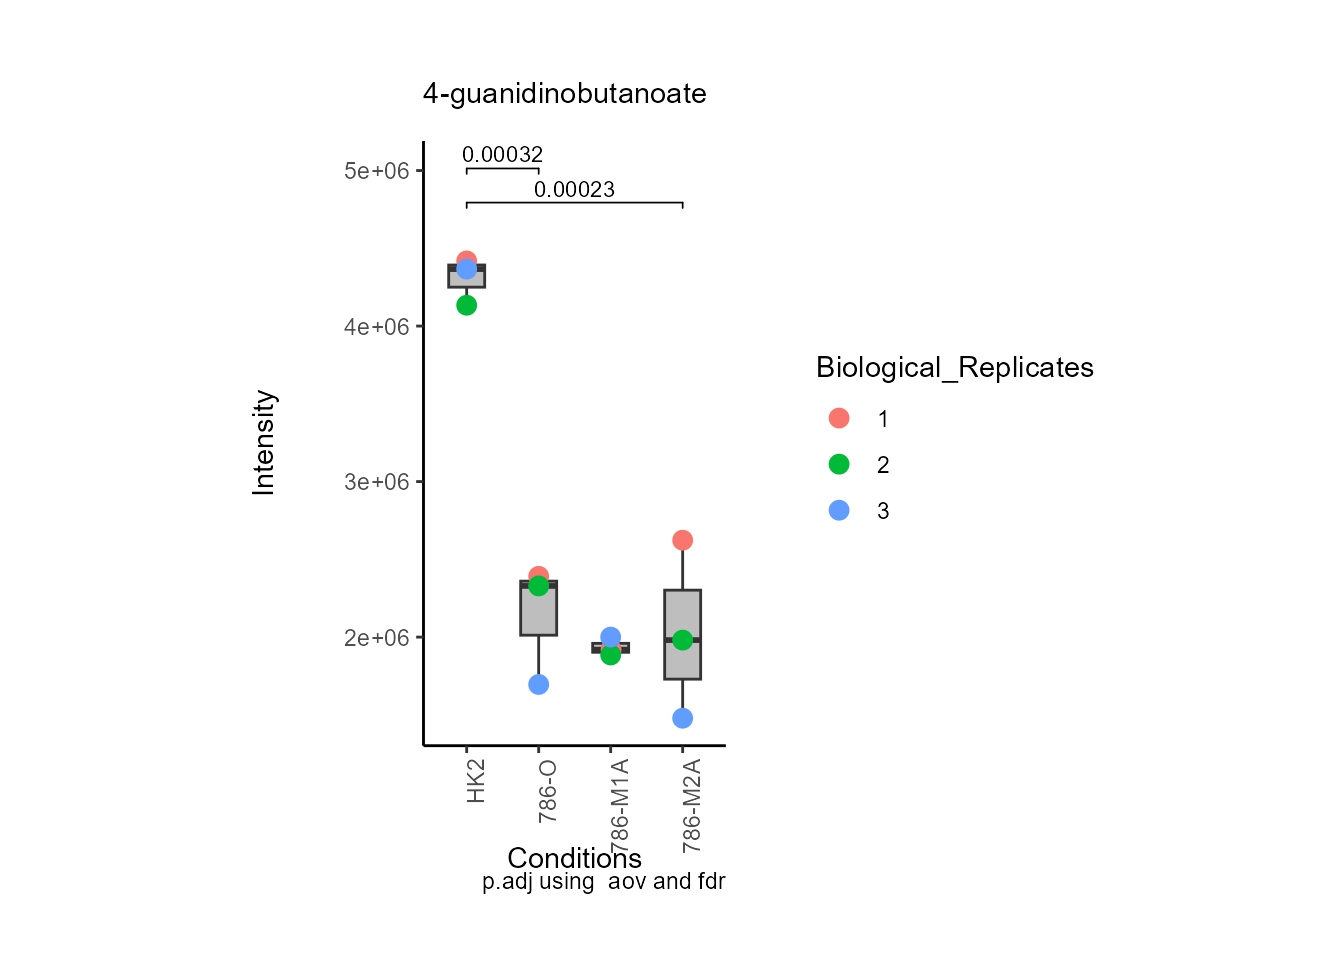 4-guanidinobutanoate
0.00032
0.00023
5e+06
4e+06
3e+06
2e+06
Intensity
HK2
786-O
786-M1A
786-M2A
Conditions
p.adj using  aov and fdr
Biological_Replicates
1
2
3